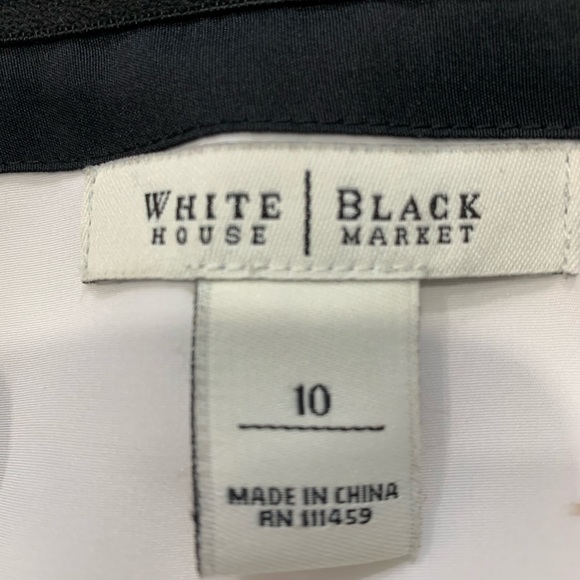 WHITE | BLACK
HOUSE | MARKET
10
MADE IN CHINA
RN 111459